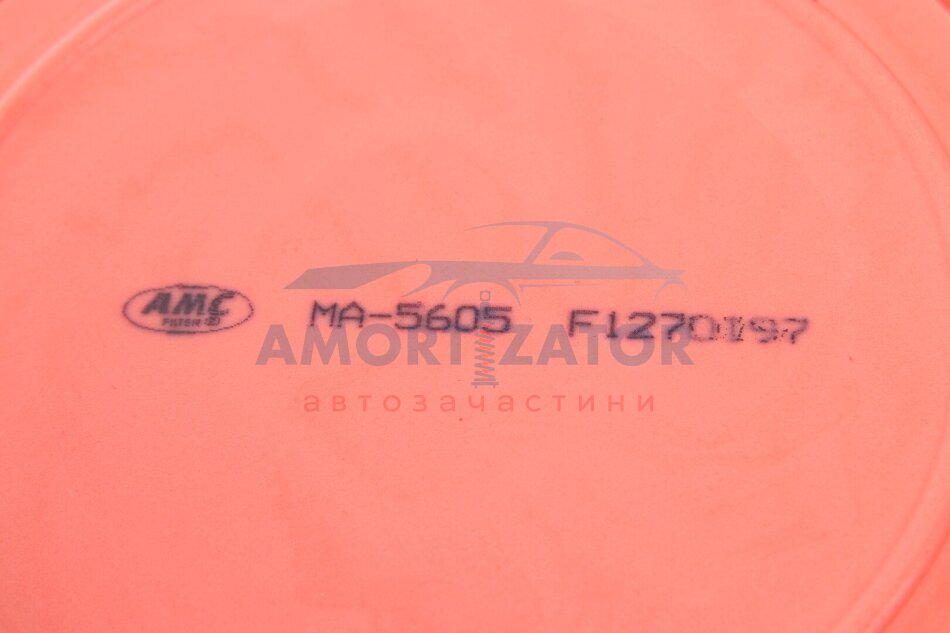 AMC FILTER MA-5605 F1270197
AMORTIZATOR
автозачастини